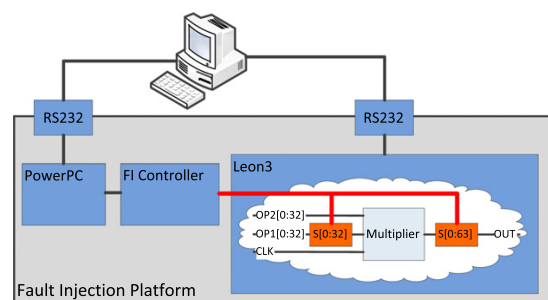 RS232
RS232
PowerPC
FI Controller
Leon3
OP2[0:32]
OP1[0:32]
S[0:32]
Multiplier
S[0:63]
OUT
CLK
Fault Injection Platform